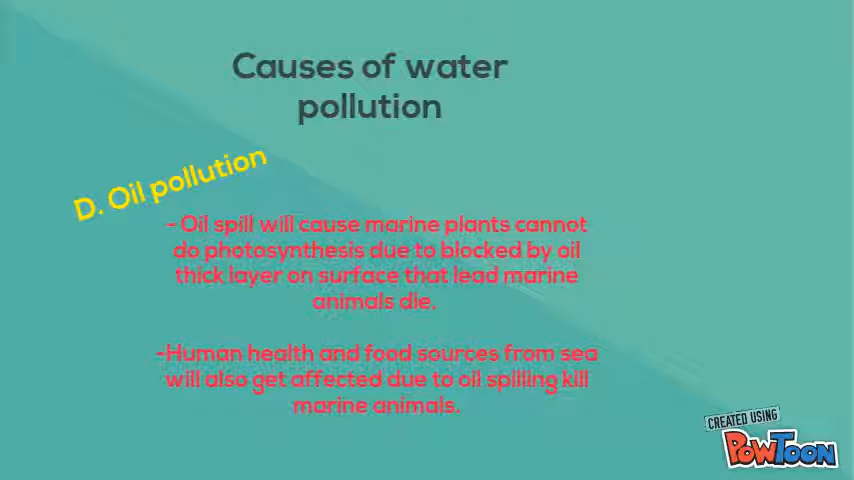 Causes of water
pollution
D. Oil pollution
- Oil spill will cause marine plants cannot
do photosynthesis due to blocked by oil
thick layer on surface that lead marine
animals die.
-Human health and food sources from sea
will also get affected due to oil spilling kill
marine animals.
CREATED USING
POWTOON